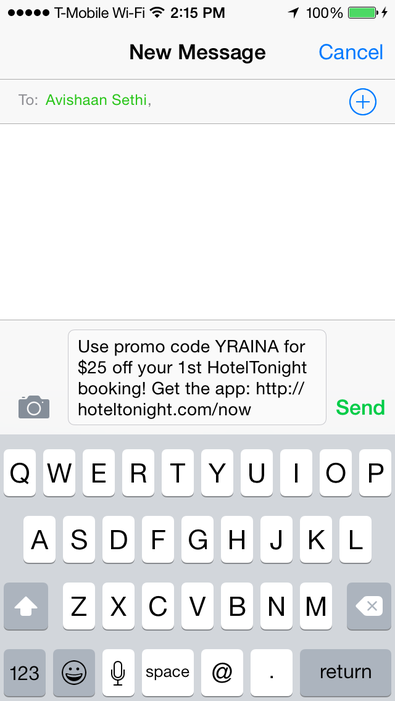 T-Mobile Wi-Fi 2:15 PM 100%
New Message Cancel
To: Avishaan Sethi,
Use promo code YRAINA for
$25 off your 1st HotelTonight
booking! Get the app: http://
hoteltonight.com/now
Send
Q W E R T Y U I O P
A S D F G H J K L
Z X C V B N M
123 space @ . return